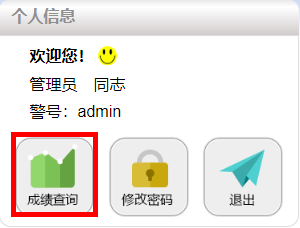 个人信息
欢迎您！
管理员 同志
警号：admin
成绩查询 修改密码 退出